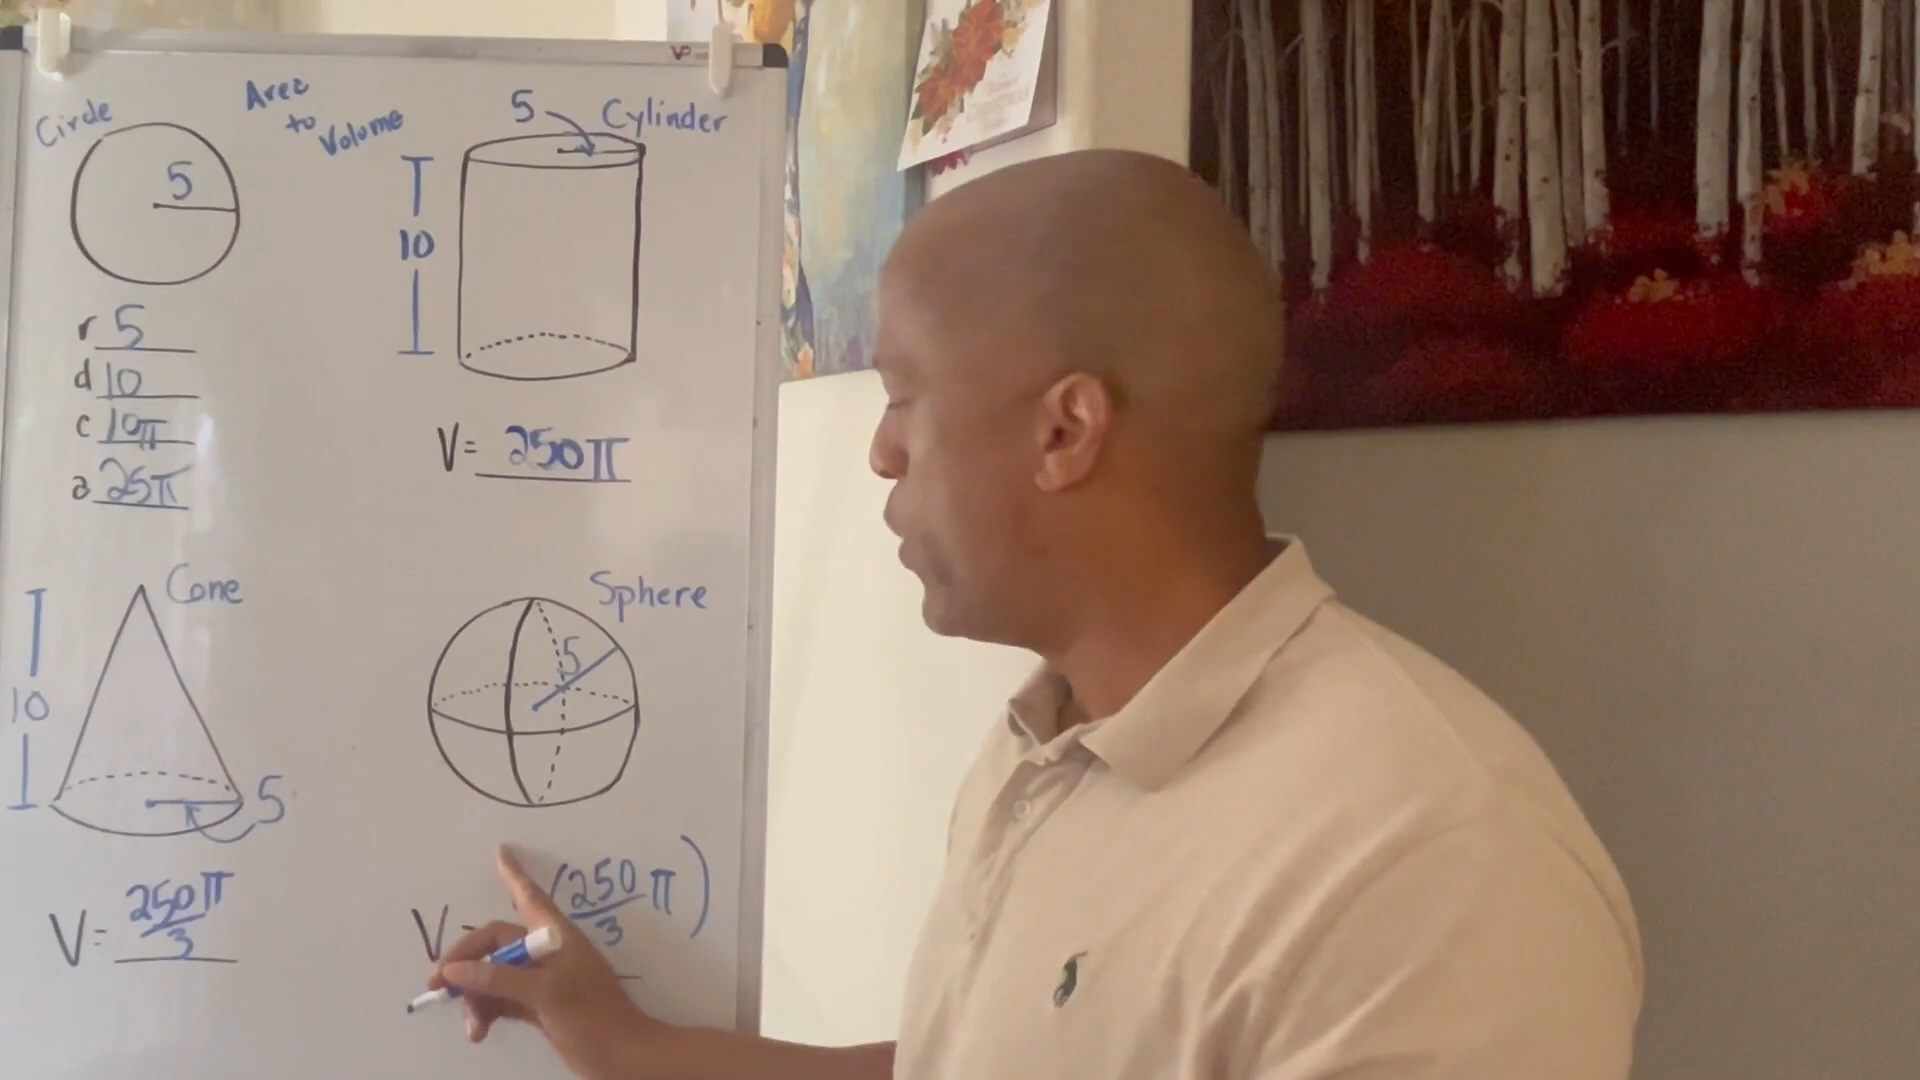 Circle
5
r 5
d 10
c 10π
a 25π
Area
to
Volume
5
Cylinder
10
V= 250π
Cone
10
5
V= 250π/3
Sphere
5
V= (250/3 π)